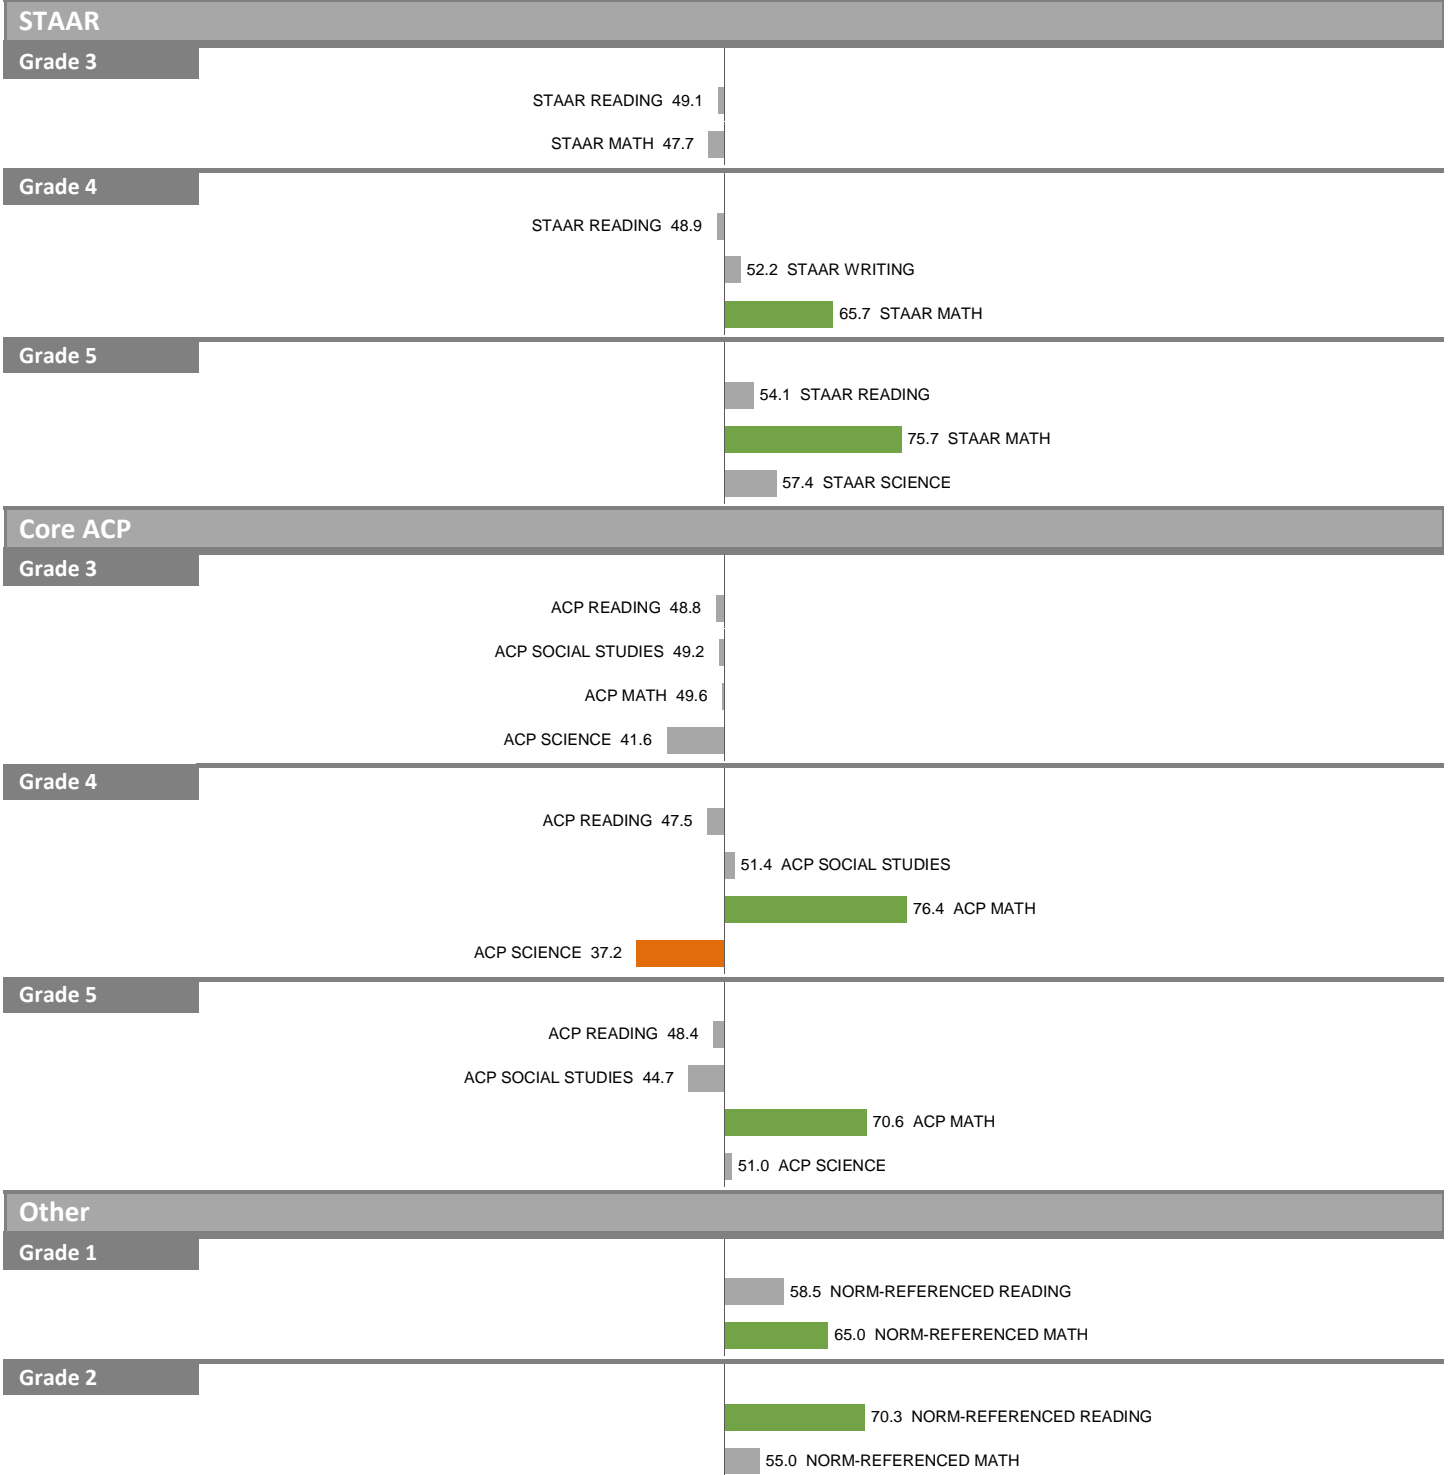 STAAR
Grade 3
STAAR READING 49.1
STAAR MATH 47.7
Grade 4
STAAR READING 48.9
52.2 STAAR WRITING
65.7 STAAR MATH
Grade 5
54.1 STAAR READING
75.7 STAAR MATH
57.4 STAAR SCIENCE
Core ACP
Grade 3
ACP READING 48.8
ACP SOCIAL STUDIES 49.2
ACP MATH 49.6
ACP SCIENCE 41.6
Grade 4
ACP READING 47.5
51.4 ACP SOCIAL STUDIES
76.4 ACP MATH
ACP SCIENCE 37.2
Grade 5
ACP READING 48.4
ACP SOCIAL STUDIES 44.7
70.6 ACP MATH
51.0 ACP SCIENCE
Other
Grade 1
58.5 NORM-REFERENCED READING
65.0 NORM-REFERENCED MATH
Grade 2
70.3 NORM-REFERENCED READING
55.0 NORM-REFERENCED MATH